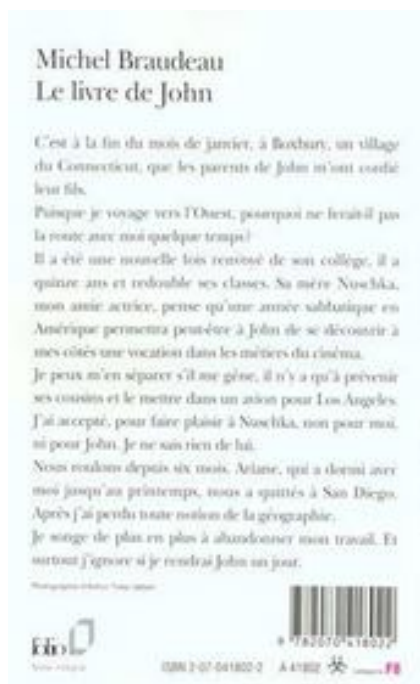 Michel Braudeau
Le livre de John
C'est à la fin du mois de janvier, à Roxbury, un village
du Connecticut, que les parents de John m'ont confié
leur fils.
Puisque je voyage vers l'Ouest, pourquoi ne ferait-il pas
la route avec moi quelque temps?
Il a été une nouvelle fois renvoyé de son collège, il a
quinze ans et redouble ses classes. Sa mère Nuschka,
mon amie actrice, pense qu'une année sabbatique en
Amérique permettra peut-être à John de se découvrir à
mes côtés une vocation dans les métiers du cinéma.
Je peux m'en séparer s'il me gêne, il n'y a qu'à prévenir
ses cousins et le mettre dans un avion pour Los Angeles.
J'ai accepté, pour faire plaisir à Nuschka, non pour moi,
ni pour John. Je ne sais rien de lui.
Nous roulons depuis six mois. Ariane, qui a dormi avec
moi jusqu'au printemps, nous a quittés à San Diego.
Après j'ai perdu toute notion de la géographie.
Je songe de plus en plus à abandonner mon travail. Et
surtout j'ignore si je rendrai John un jour.
folio
9 782070 418022
ISBN 2-07-041802-2 A 41802 F8